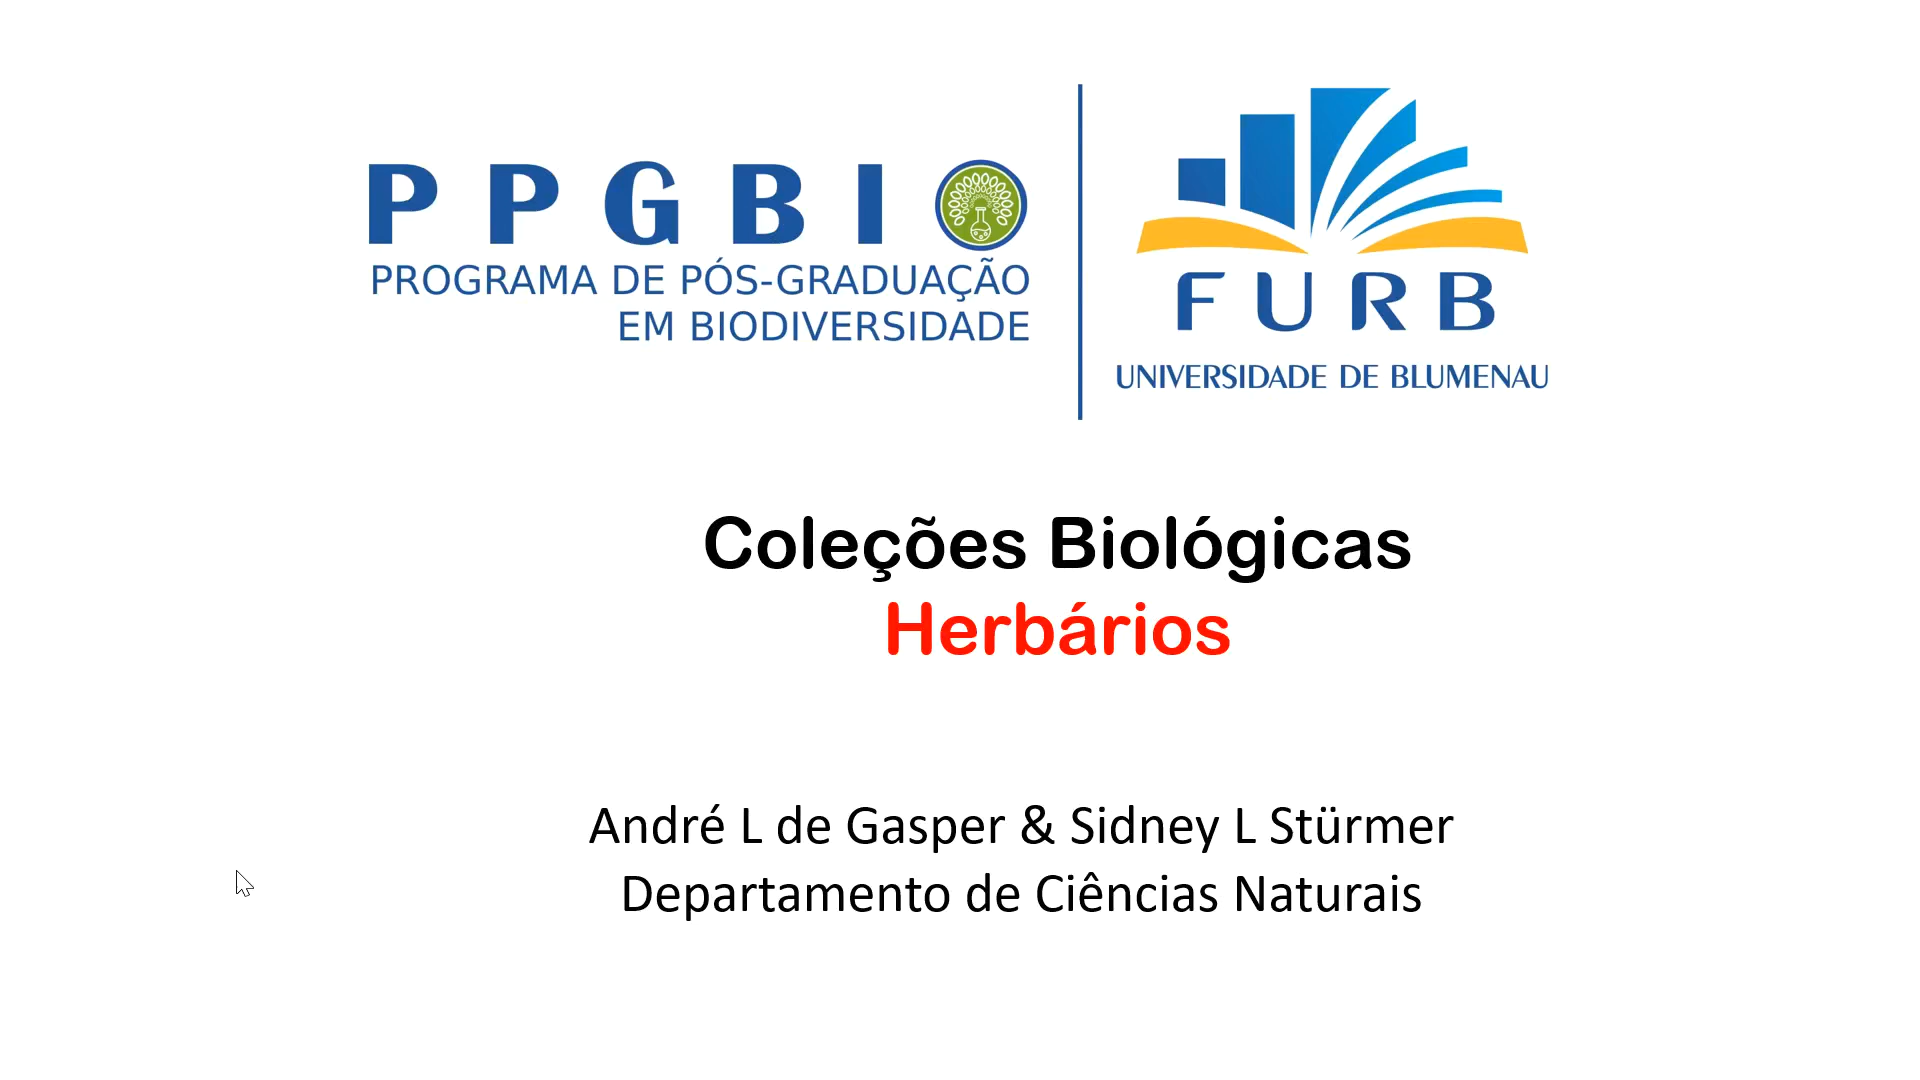 PPGBIO
PROGRAMA DE PÓS-GRADUAÇÃO
EM BIODIVERSIDADE
FURB
UNIVERSIDADE DE BLUMENAU
Coleções Biológicas
Herbários
André L de Gasper & Sidney L Stürmer
Departamento de Ciências Naturais